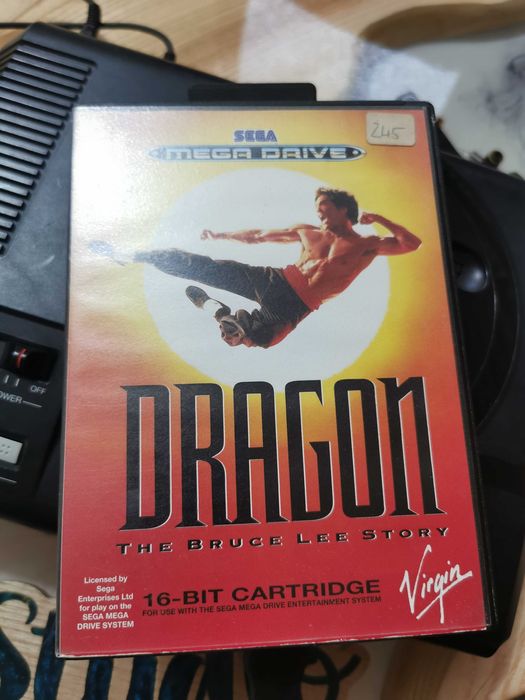 245
SEGA
MEGA DRIVE
OFF
POWER
DRAGON
THE BRUCE LEE STORY
Licensed by
Sega
Enterprises Ltd
for play on the
SEGA MEGA
DRIVE SYSTEM
16-BIT CARTRIDGE
FOR USE WITH THE SEGA MEGA DRIVE ENTERTAINMENT SYSTEM
Virgin